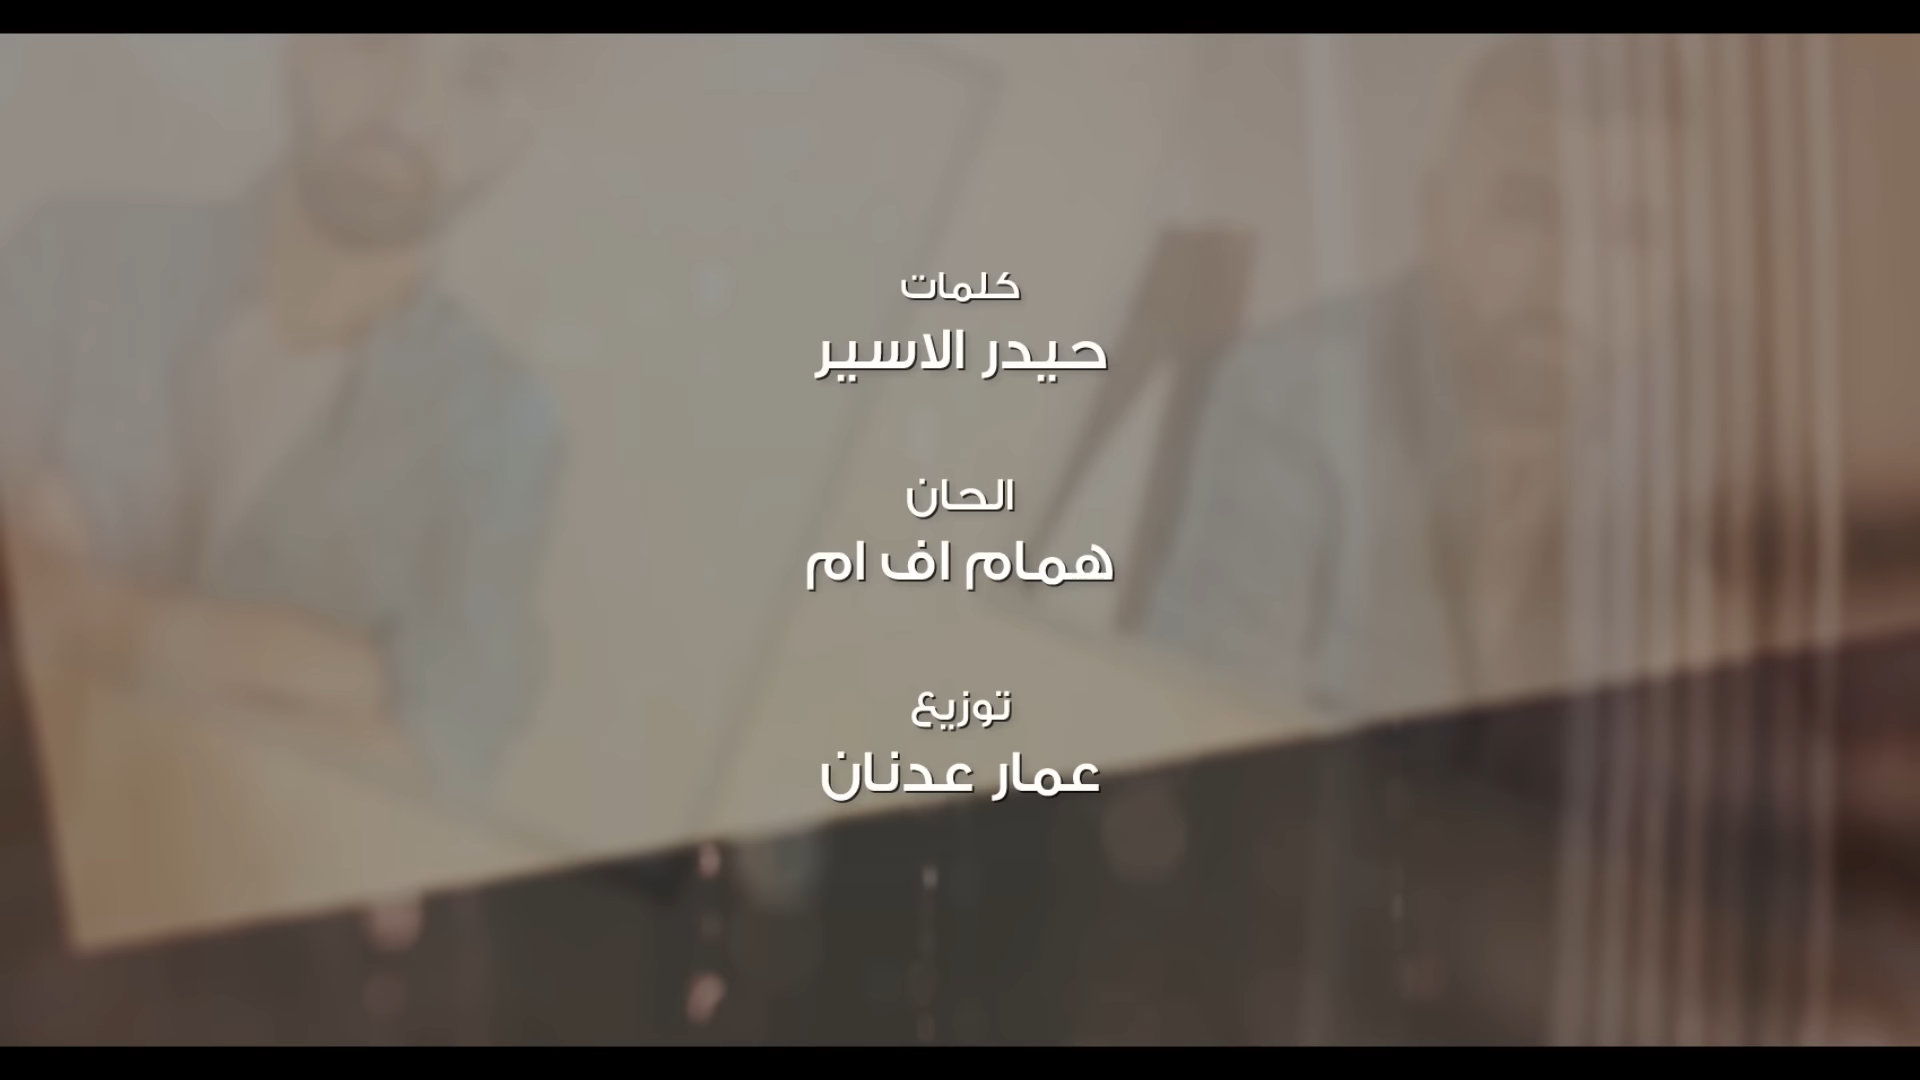 كلمات
حيدر الاسير
الحان
همام اف ام
توزيع
عمار عدنان